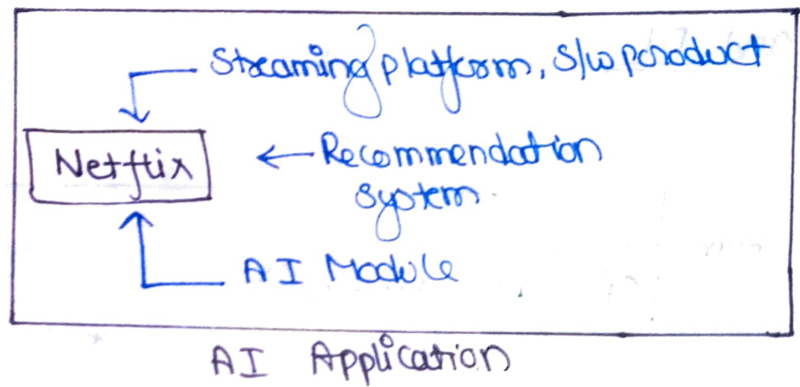 Streaming platform, s/w product
Netflix
← Recommendation
system.
AI Module
AI Application